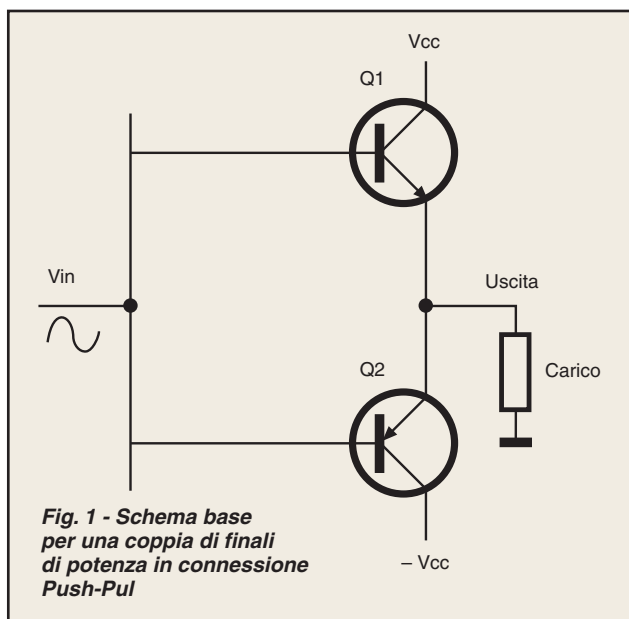 Vcc
Q1
Vin
Uscita
Q2
Carico
– Vcc
Fig. 1 - Schema base
per una coppia di finali
di potenza in connessione
Push-Pul